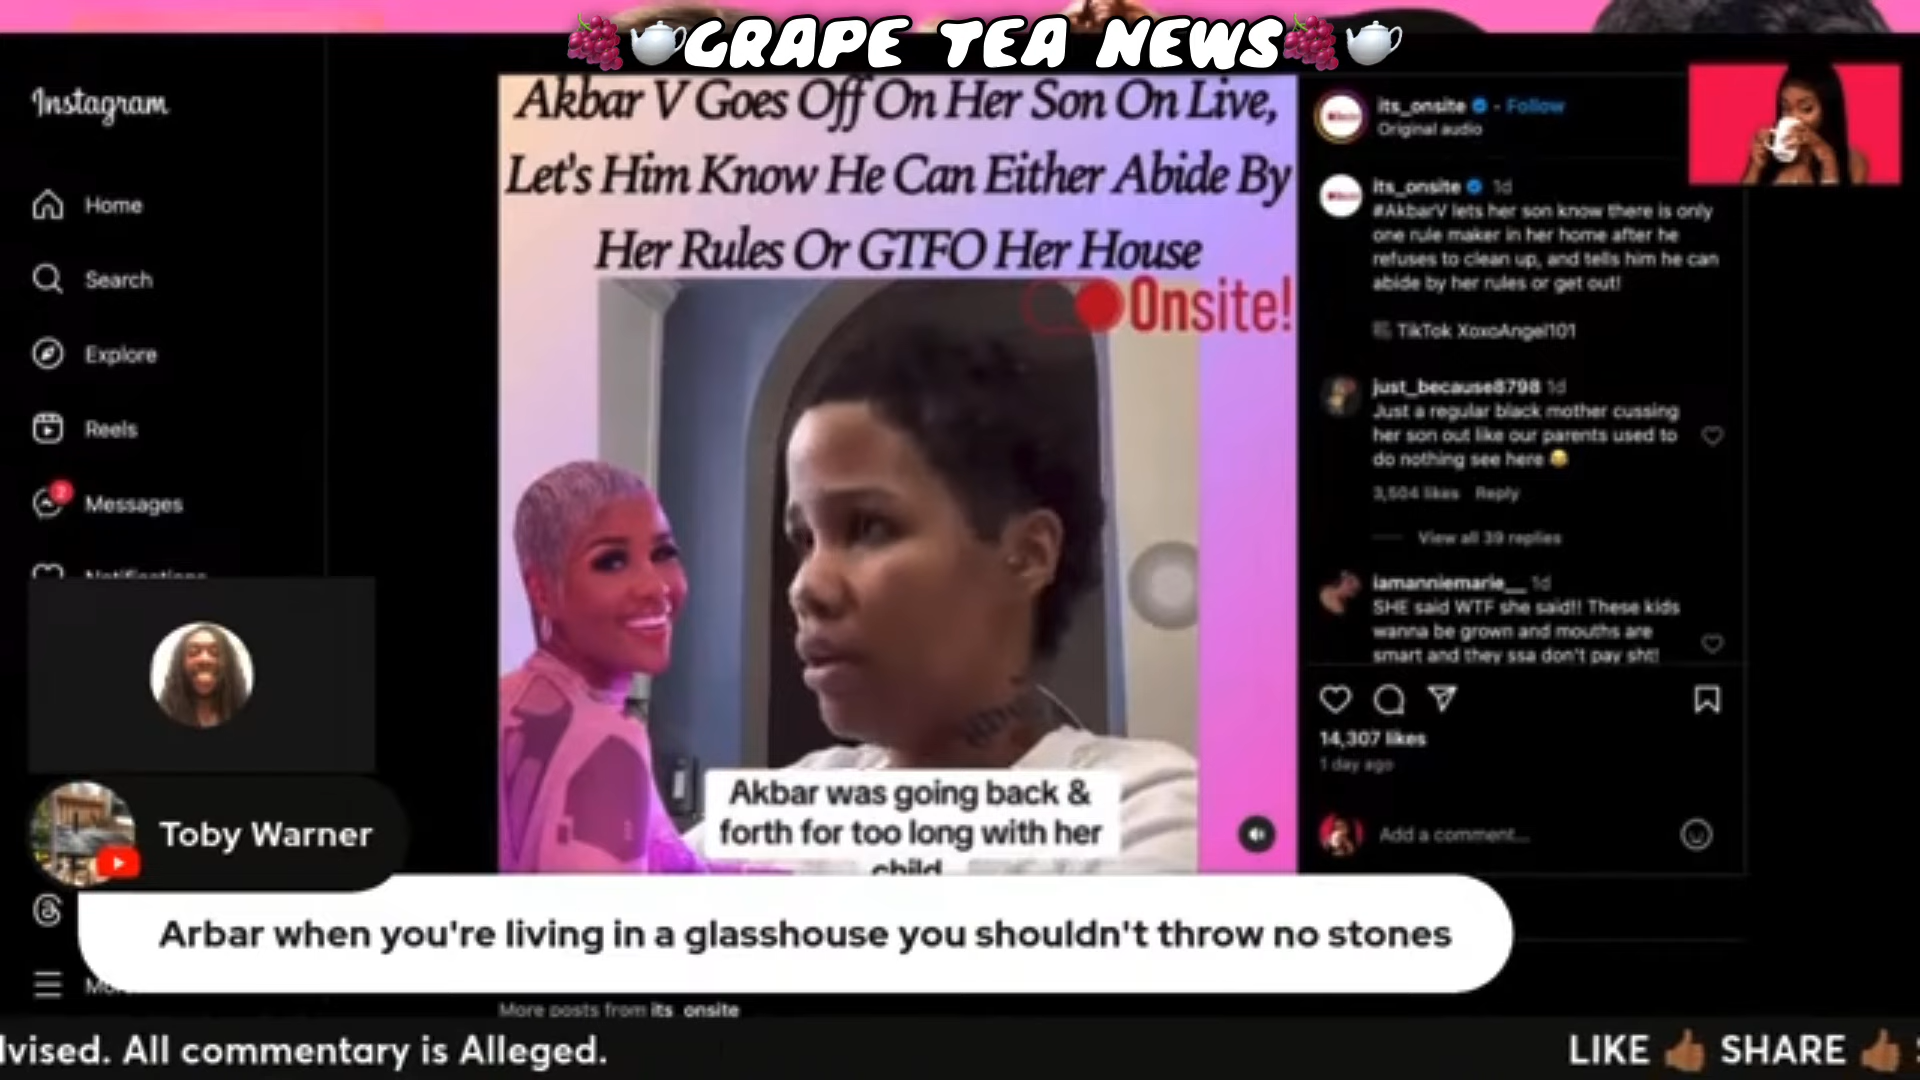 GRAPE TEA NEWS
Instagram
Home
Search
Explore
Reels
2
Messages
Notifications
Akbar V Goes Off On Her Son On Live,
Let's Him Know He Can Either Abide By
Her Rules Or GTFO Her House
Onsite!
Akbar was going back &
forth for too long with her
child
its_onsite - Follow
Original audio
its_onsite 1d
#AkbarV lets her son know there is only
one rule maker in her home after he
refuses to clean up, and tells him he can
abide by her rules or get out!
TikTok XoxoAngel101
just_because8798 1d
Just a regular black mother cussing
her son out like our parents used to
do nothing see here 😂
3,504 likes Reply
View all 39 replies
iamanniemarie__ 1d
SHE said WTF she said!! These kids
wanna be grown and mouths are
smart and they ssa don't pay sht!
14,307 likes
1 day ago
Add a comment...
Toby Warner
Arbar when you're living in a glasshouse you shouldn't throw no stones
More posts from its_onsite
lvised. All commentary is Alleged.
LIKE 👍🏾 SHARE 👍🏾